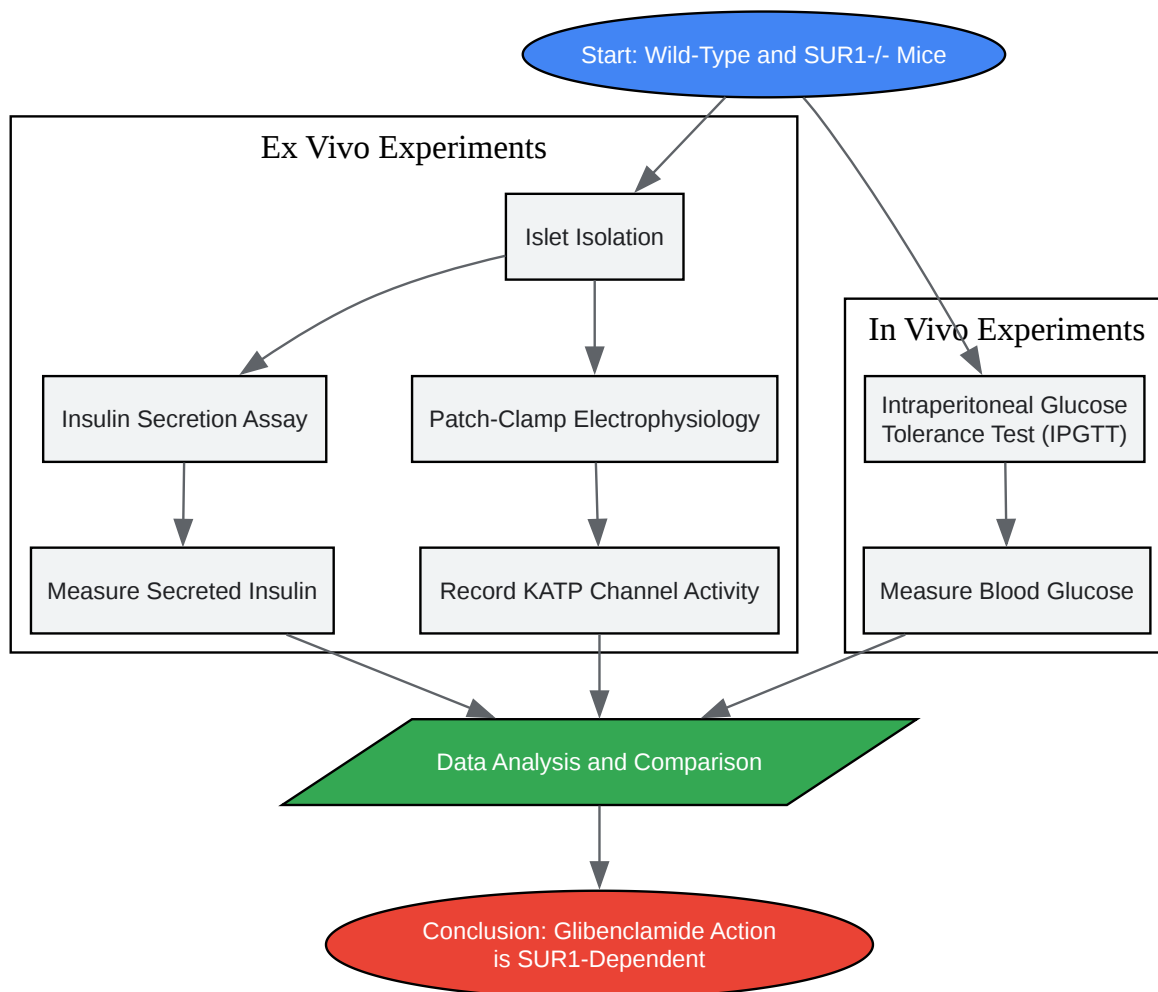 Start: Wild-Type and SUR1-/- Mice
Ex Vivo Experiments
Islet Isolation
In Vivo Experiments
Insulin Secretion Assay
Patch-Clamp Electrophysiology
Intraperitoneal Glucose
Tolerance Test (IPGTT)
Measure Secreted Insulin
Record KATP Channel Activity
Measure Blood Glucose
Data Analysis and Comparison
Conclusion: Glibenclamide Action
is SUR1-Dependent